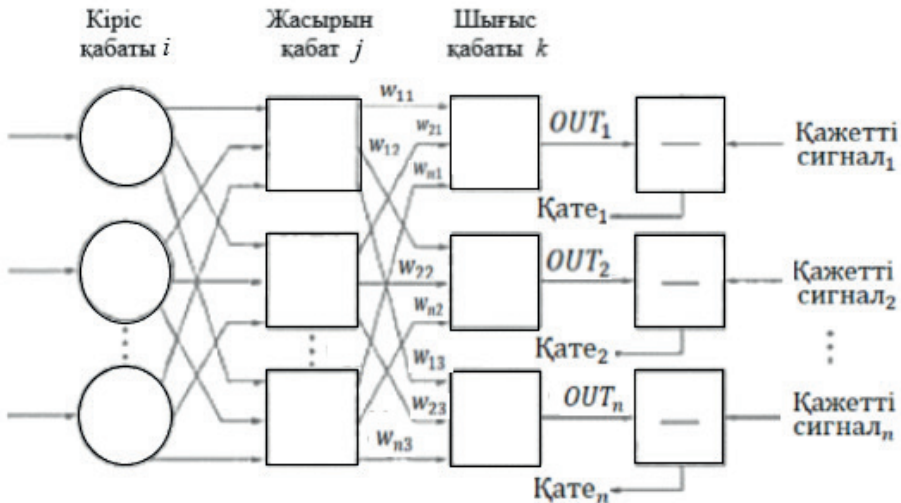 Кіріс
қабаты i
Жасырын
қабат j
Шығыс
қабаты k
w₁₁
w₁₂
w₂₁
wₙ₁
OUT₁
Қажетті
сигнал₁
Қате₁
w₂₂
wₙ₂
OUT₂
Қажетті
сигнал₂
Қате₂
w₁₃
w₂₃
wₙ₃
OUTₙ
Қажетті
сигналₙ
Қатеₙ